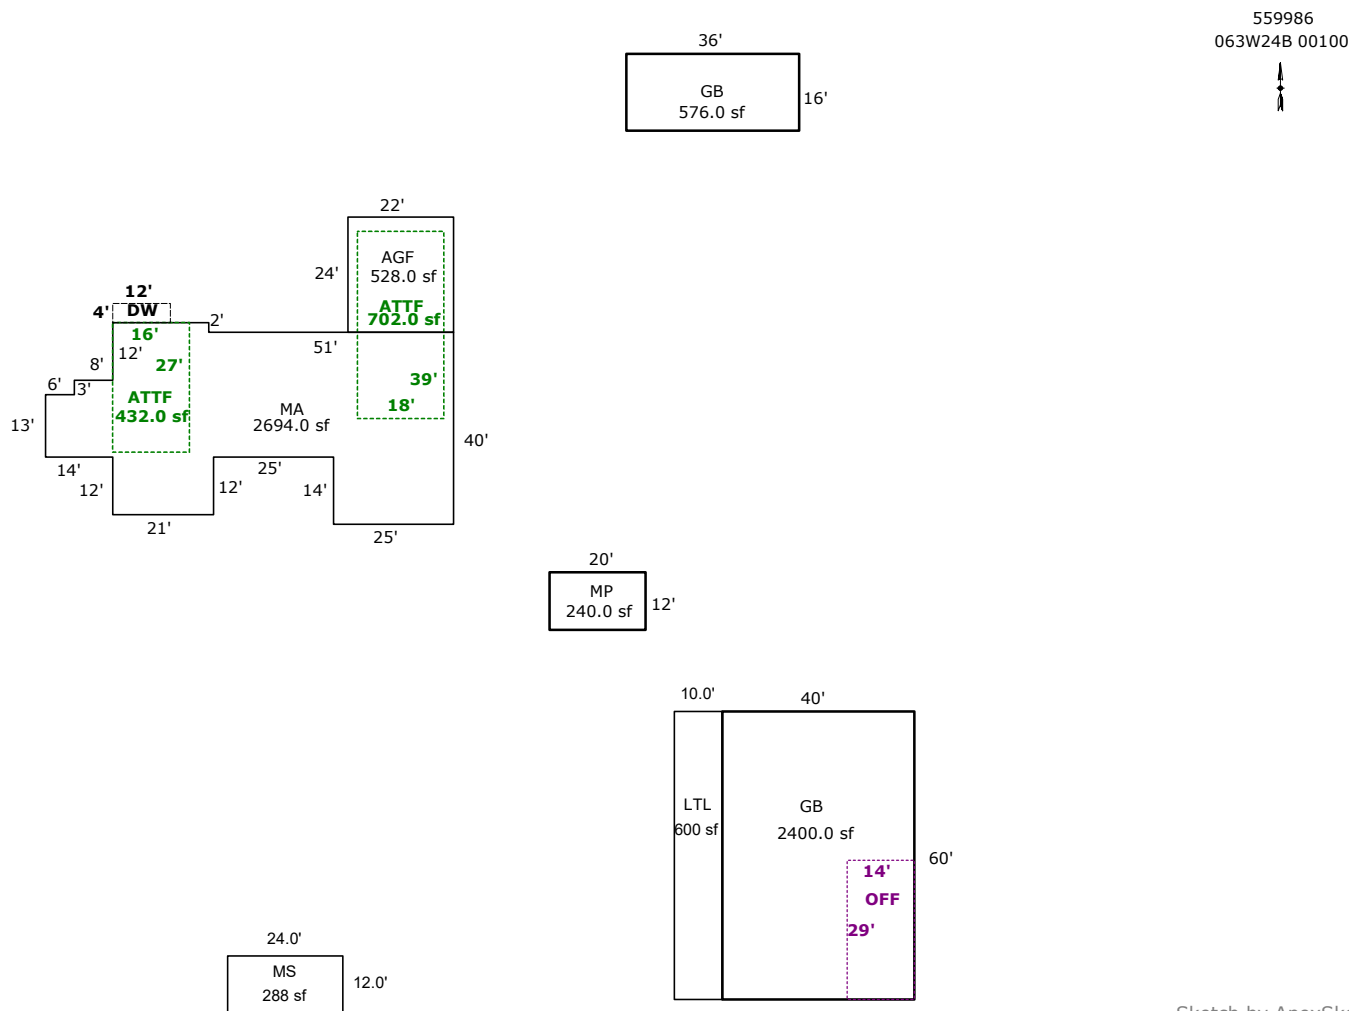 559986
063W24B 00100
36'
GB
576.0 sf
16'
22'
24'
AGF
528.0 sf
ATTF
702.0 sf
12'
4'
DW
2'
16'
51'
12'
27'
8'
6'
3'
ATTF
432.0 sf
39'
18'
MA
2694.0 sf
13'
40'
14'
25'
12'
12'
14'
21'
25'
20'
MP
240.0 sf
12'
10.0'
40'
LTL
600 sf
GB
2400.0 sf
60'
14'
OFF
29'
24.0'
MS
288 sf
12.0'
Sketch by